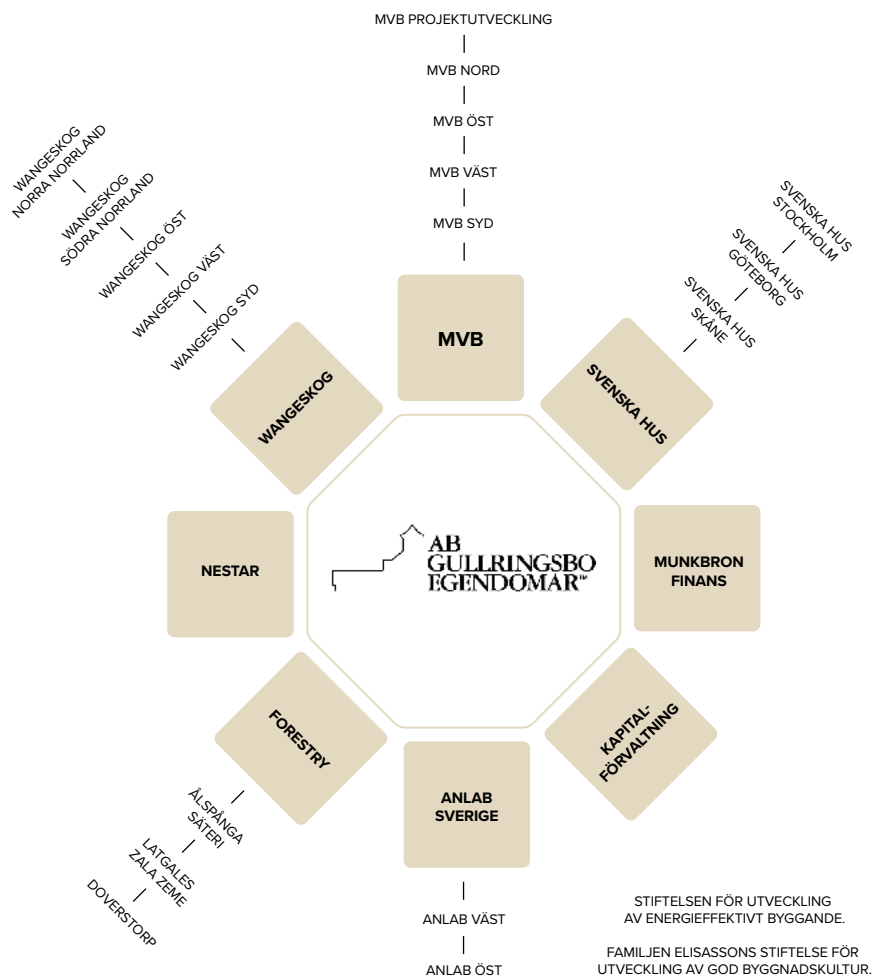 MVB PROJEKTUTVECKLING
MVB NORD
MVB ÖST
MVB VÄST
MVB SYD
MVB
WANGESKOG
NORRA NORRLAND
WANGESKOG
SÖDRA NORRLAND
WANGESKOG ÖST
WANGESKOG VÄST
WANGESKOG SYD
WANGESKOG
SVENSKA HUS
STOCKHOLM
SVENSKA HUS
GÖTEBORG
SVENSKA HUS
SKÅNE
SVENSKA HUS
NESTAR
AB
GULLRINGSBO
EGENDOMAR™
MUNKBRON
FINANS
FORESTRY
ÅLSPÅNGA
SÄTERI
LATGALES
ZALA ZEME
DOVERSTORP
ANLAB
SVERIGE
ANLAB VÄST
ANLAB ÖST
KAPITAL-
FÖRVALTNING
STIFTELSEN FÖR UTVECKLING
AV ENERGIEFFEKTIVT BYGGANDE.
FAMILJEN ELISASSONS STIFTELSE FÖR
UTVECKLING AV GOD BYGGNADSKULTUR.